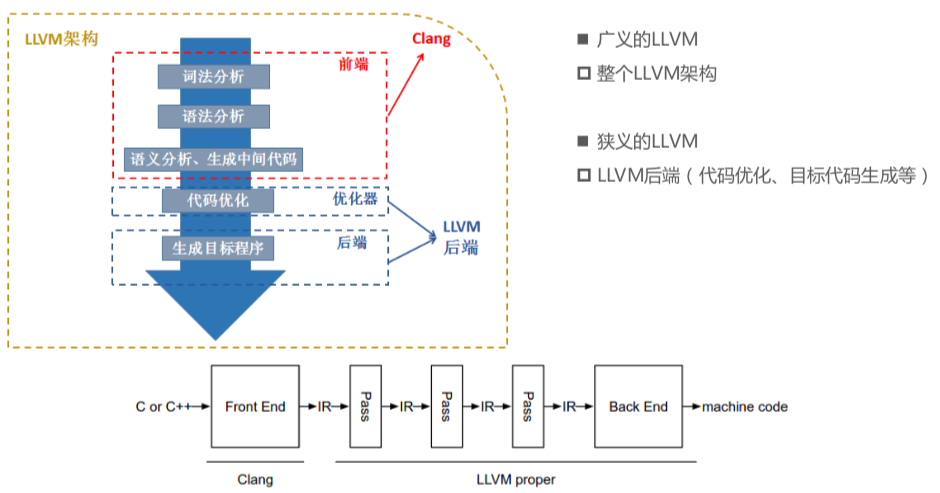 LLVM架构
Clang
前端
词法分析
语法分析
语义分析、生成中间代码
代码优化
优化器
生成目标程序
后端
LLVM
后端
■ 广义的LLVM
整个LLVM架构
■ 狭义的LLVM
LLVM后端（代码优化、目标代码生成等）
C or C++ Front End IR Pass IR Pass IR Pass IR Back End machine code
Clang
LLVM proper